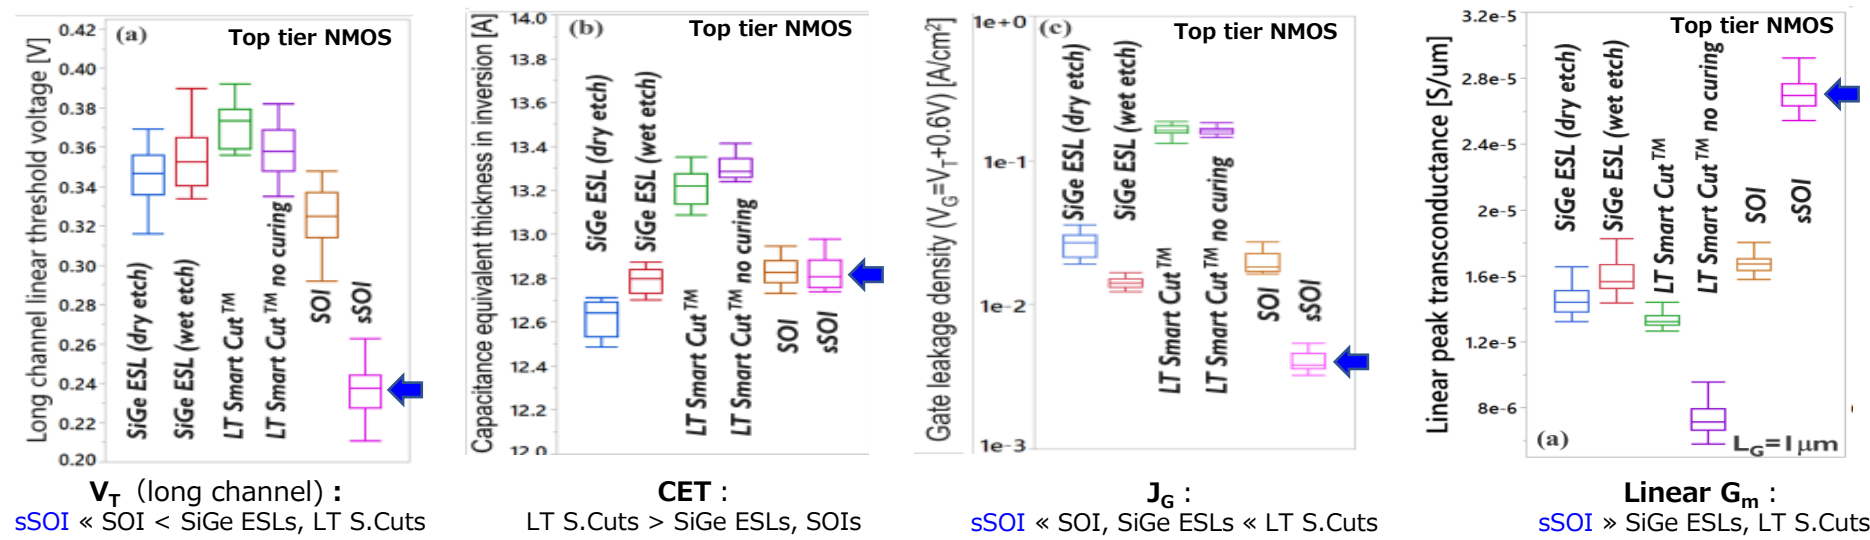 Long channel linear threshold voltage [V]
0.42
0.40
0.38
0.36
0.34
0.32
0.30
0.28
0.26
0.24
0.22
0.20
(a)
Top tier NMOS
SiGe ESL (dry etch)
SiGe ESL (wet etch)
LT Smart Cut™
LT Smart Cut™ no curing
SOI
sSOI
V_T (long channel) :
sSOI « SOI < SiGe ESLs, LT S.Cuts
Capacitance equivalent thickness in inversion [A]
14.0
13.8
13.6
13.4
13.2
13.0
12.8
12.6
12.4
12.2
12.0
(b)
Top tier NMOS
SiGe ESL (dry etch)
SiGe ESL (wet etch)
LT Smart Cut™
LT Smart Cut™ no curing
SOI
sSOI
CET :
LT S.Cuts > SiGe ESLs, SOIs
Gate leakage density (V_G=V_T+0.6V) [A/cm²]
1e+0
1e-1
1e-2
1e-3
(c)
Top tier NMOS
SiGe ESL (dry etch)
SiGe ESL (wet etch)
LT Smart Cut™
LT Smart Cut™ no curing
SOI
sSOI
J_G :
sSOI « SOI, SiGe ESLs « LT S.Cuts
Linear peak transconductance [S/um]
3.2e-5
2.8e-5
2.4e-5
2e-5
1.6e-5
1.2e-5
8e-6
Top tier NMOS
SiGe ESL (dry etch)
SiGe ESL (wet etch)
LT Smart Cut™
LT Smart Cut™ no curing
SOI
sSOI
(a)
L_G=1μm
Linear G_m :
sSOI » SiGe ESLs, LT S.Cuts